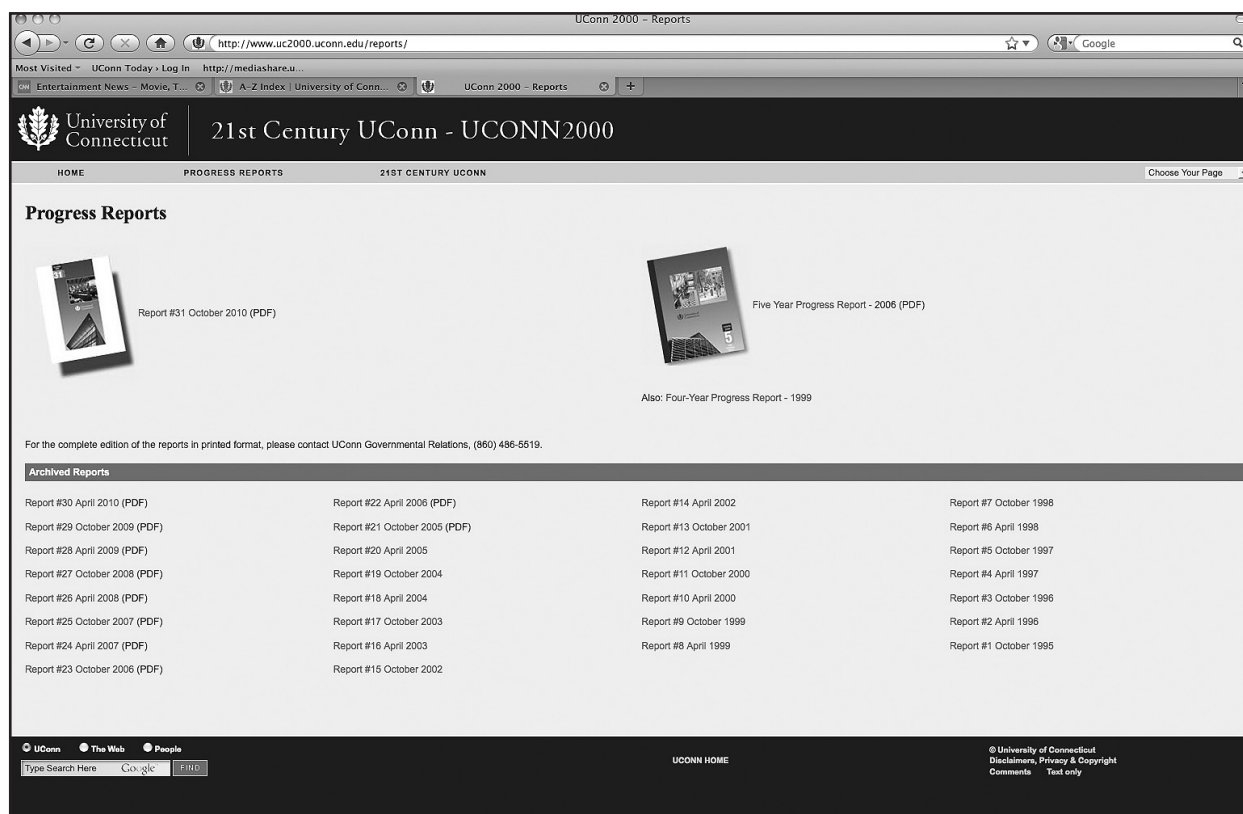 UConn 2000 – Reports
http://www.uc2000.uconn.edu/reports/
Google
Most Visited UConn Today › Log In http://mediashare.u...
CNN Entertainment News – Movie, T... A–Z Index | University of Conn... UConn 2000 – Reports +
University of
Connecticut
21st Century UConn - UCONN2000
HOME PROGRESS REPORTS 21ST CENTURY UCONN Choose Your Page
Progress Reports
31
Report #31 October 2010 (PDF)
5
Five Year Progress Report - 2006 (PDF)
Also: Four-Year Progress Report - 1999
For the complete edition of the reports in printed format, please contact UConn Governmental Relations, (860) 486-5519.
Archived Reports
Report #30 April 2010 (PDF)
Report #29 October 2009 (PDF)
Report #28 April 2009 (PDF)
Report #27 October 2008 (PDF)
Report #26 April 2008 (PDF)
Report #25 October 2007 (PDF)
Report #24 April 2007 (PDF)
Report #23 October 2006 (PDF)
Report #22 April 2006 (PDF)
Report #21 October 2005 (PDF)
Report #20 April 2005
Report #19 October 2004
Report #18 April 2004
Report #17 October 2003
Report #16 April 2003
Report #15 October 2002
Report #14 April 2002
Report #13 October 2001
Report #12 April 2001
Report #11 October 2000
Report #10 April 2000
Report #9 October 1999
Report #8 April 1999
Report #7 October 1998
Report #6 April 1998
Report #5 October 1997
Report #4 April 1997
Report #3 October 1996
Report #2 April 1996
Report #1 October 1995
UConn The Web People
Type Search Here Google FIND
UCONN HOME
© University of Connecticut
Disclaimers, Privacy & Copyright
Comments Text only